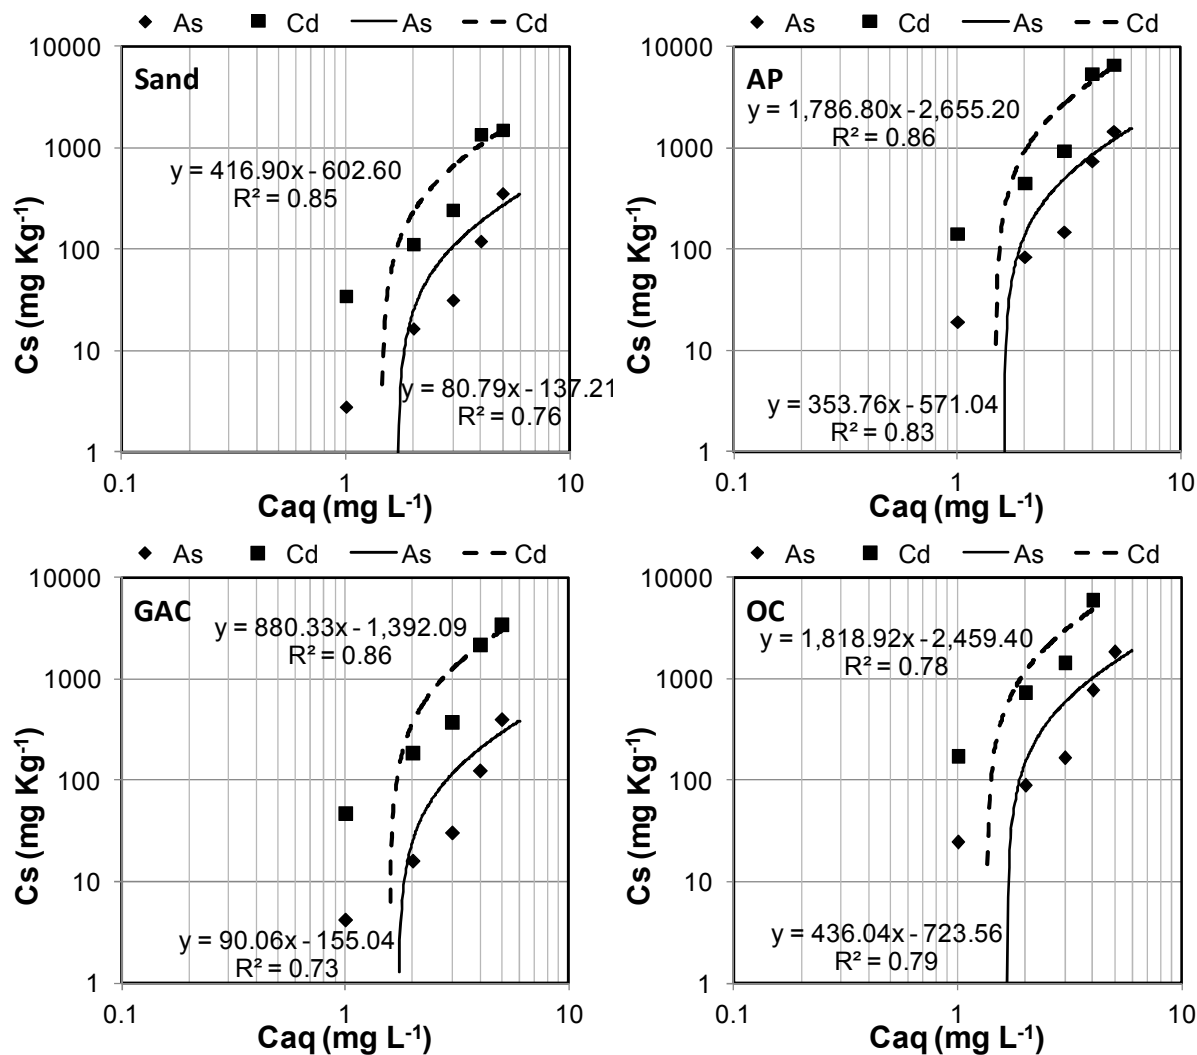 As Cd As Cd
10000
1000
100
10
1
Sand
y = 416.90x - 602.60
R² = 0.85
y = 80.79x - 137.21
R² = 0.76
Cs (mg Kg⁻¹)
0.1 1 10
Caq (mg L⁻¹)
As Cd As Cd
10000
1000
100
10
1
AP
y = 1,786.80x - 2,655.20
R² = 0.86
y = 353.76x - 571.04
R² = 0.83
Cs (mg Kg⁻¹)
0.1 1 10
Caq (mg L⁻¹)
As Cd As Cd
10000
1000
100
10
1
GAC
y = 880.33x - 1,392.09
R² = 0.86
y = 90.06x - 155.04
R² = 0.73
Cs (mg Kg⁻¹)
0.1 1 10
Caq (mg L⁻¹)
As Cd As Cd
10000
1000
100
10
1
OC
y = 1,818.92x - 2,459.40
R² = 0.78
y = 436.04x - 723.56
R² = 0.79
Cs (mg Kg⁻¹)
0.1 1 10
Caq (mg L⁻¹)